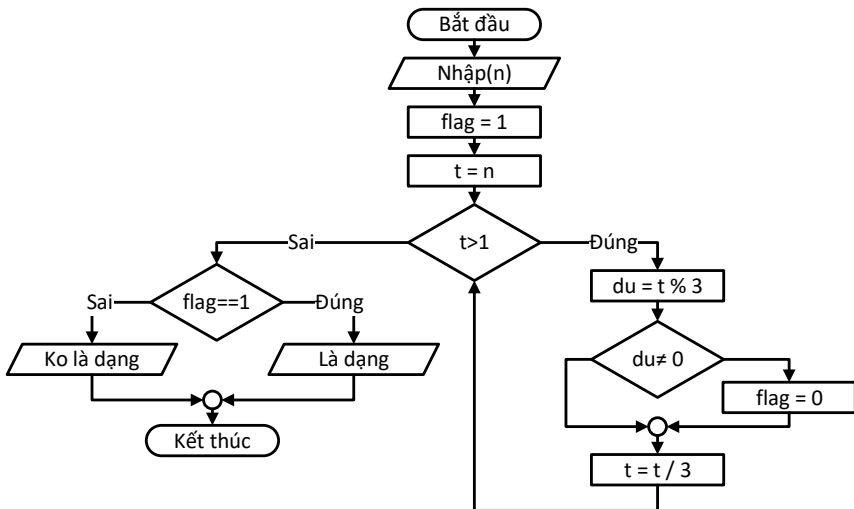 Bắt đầu
Nhập(n)
flag = 1
t = n
t>1
Sai
Đúng
flag==1
Sai
Đúng
Ko là dạng
Là dạng
Kết thúc
du = t % 3
du≠ 0
flag = 0
t = t / 3